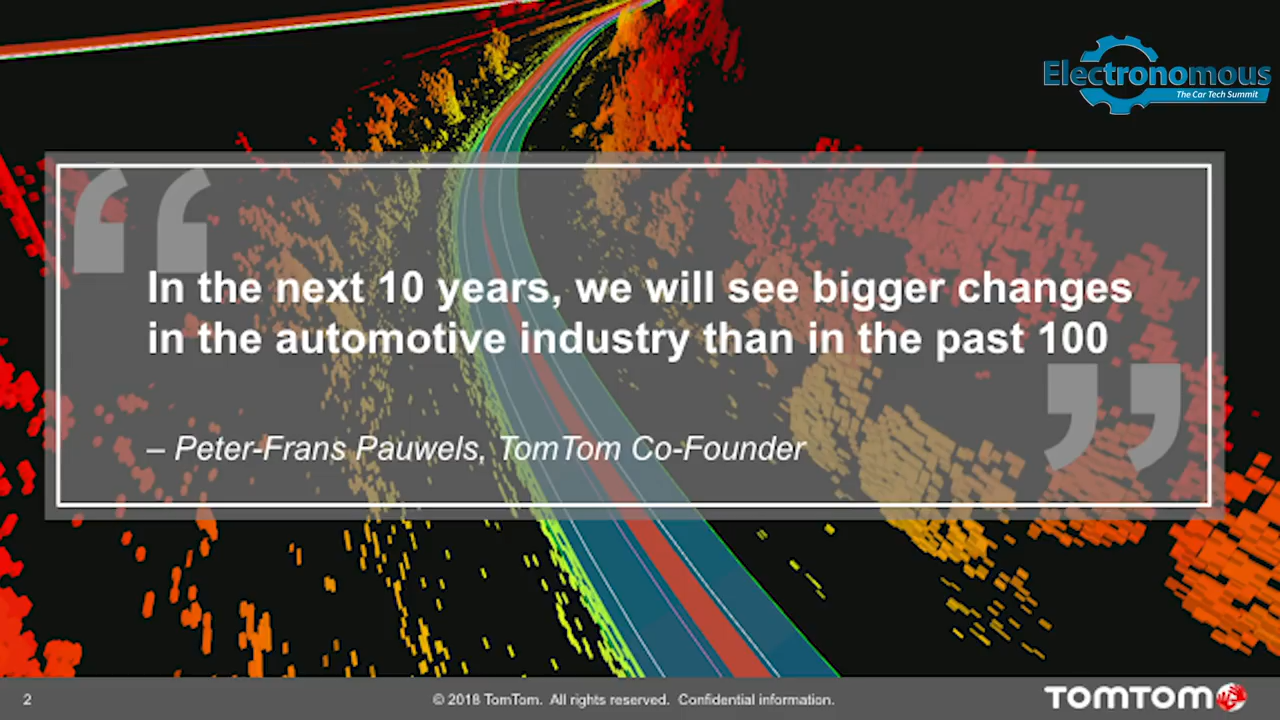 Electronomous
The Car Tech Summit
“
In the next 10 years, we will see bigger changes
in the automotive industry than in the past 100
”
– Peter-Frans Pauwels, TomTom Co-Founder
2
© 2018 TomTom. All rights reserved. Confidential information.
TOMTOM